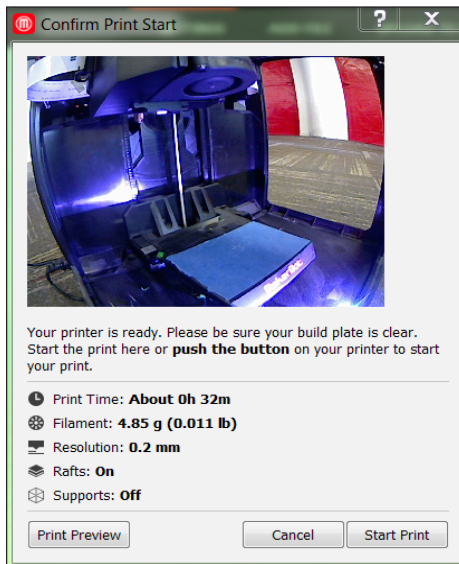 Confirm Print Start
?
X
MakerBot
Your printer is ready. Please be sure your build plate is clear.
Start the print here or push the button on your printer to start
your print.
Print Time: About 0h 32m
Filament: 4.85 g (0.011 lb)
Resolution: 0.2 mm
Rafts: On
Supports: Off
Print Preview
Cancel
Start Print